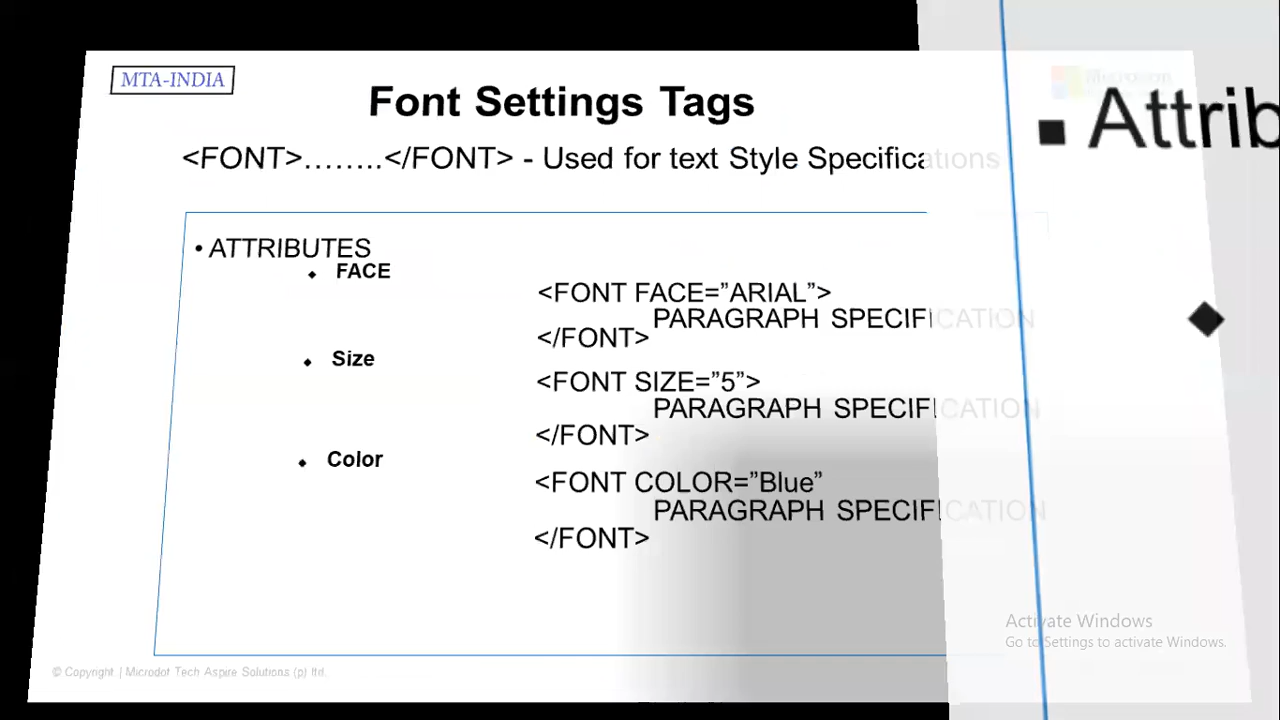 MTA-INDIA
Font Settings Tags
<FONT>........</FONT> - Used for text Style Specifications
• ATTRIBUTES
⬥ FACE
<FONT FACE=”ARIAL”>
PARAGRAPH SPECIFICATION
</FONT>
⬥ Size
<FONT SIZE=”5”>
PARAGRAPH SPECIFICATION
</FONT>
⬥ Color
<FONT COLOR=”Blue”
PARAGRAPH SPECIFICATION
</FONT>
© Copyright | Microdot Tech Aspire Solutions (p) ltd.
■ Attrib
Activate Windows
Go to Settings to activate Windows.